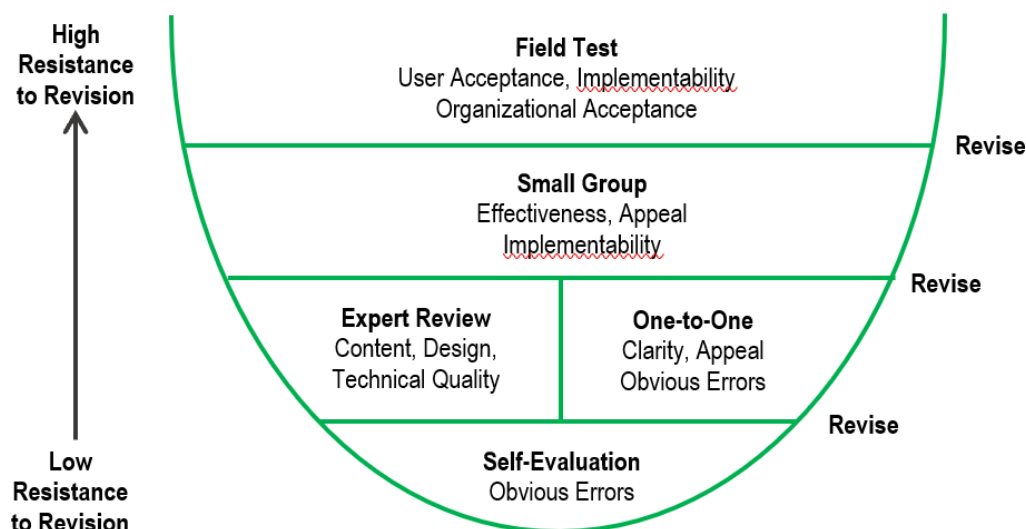 High
Resistance
to Revision
Field Test
User Acceptance, Implementability
Organizational Acceptance
Revise
Small Group
Effectiveness, Appeal
Implementability
Revise
Expert Review
Content, Design,
Technical Quality
One-to-One
Clarity, Appeal
Obvious Errors
Revise
Self-Evaluation
Obvious Errors
Low
Resistance
to Revision